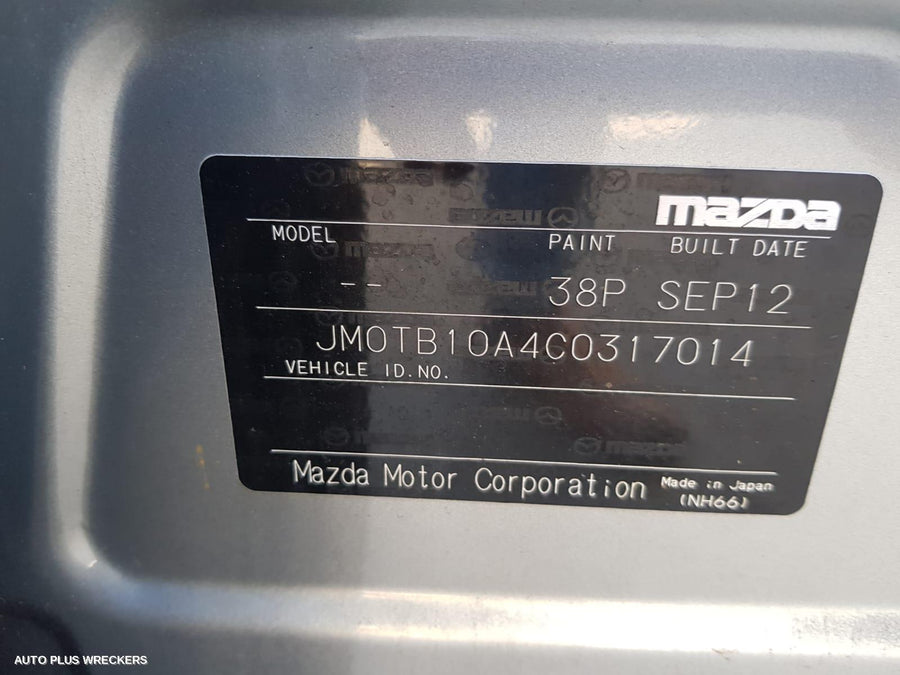 mazda
MODEL PAINT BUILT DATE
-- 38P SEP12
JM0TB10A4C0317014
VEHICLE ID.NO.
Mazda Motor Corporation Made in Japan
(NH66)
AUTO PLUS WRECKERS